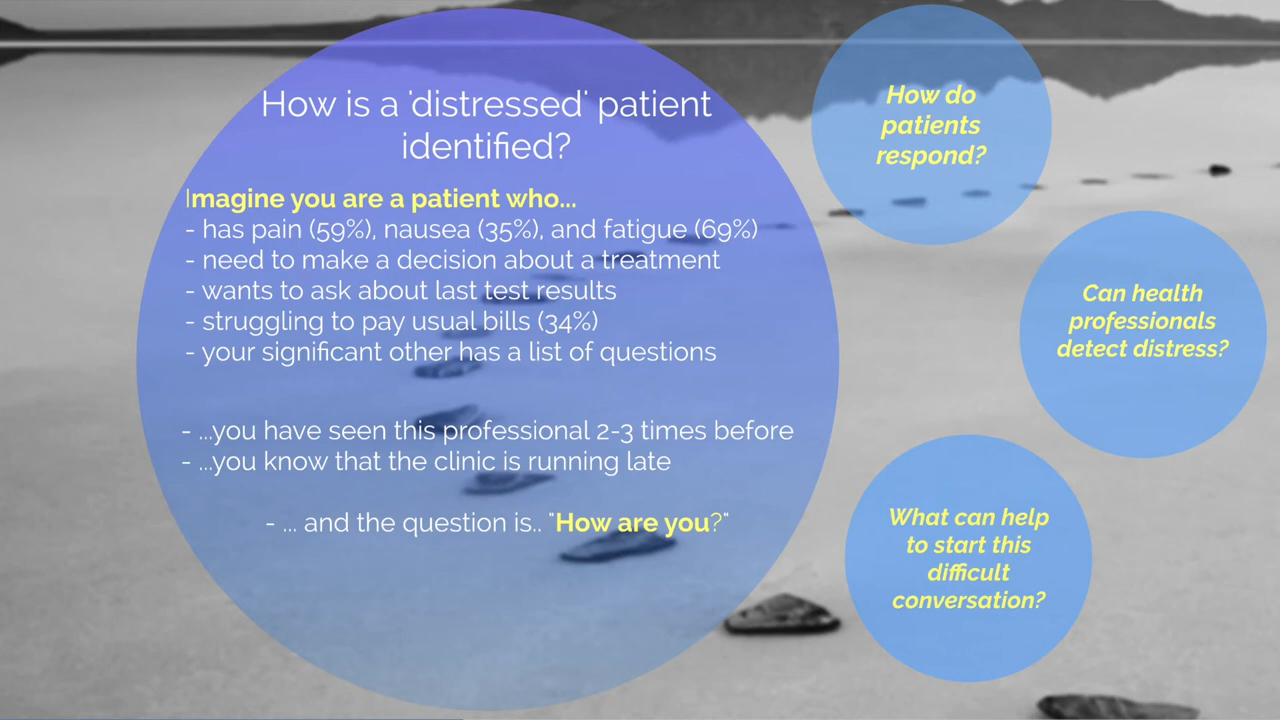 How is a 'distressed' patient
identified?
Imagine you are a patient who...
- has pain (59%), nausea (35%), and fatigue (69%)
- need to make a decision about a treatment
- wants to ask about last test results
- struggling to pay usual bills (34%)
- your significant other has a list of questions
- ...you have seen this professional 2-3 times before
- ...you know that the clinic is running late
- ... and the question is.. "How are you?"
How do
patients
respond?
Can health
professionals
detect distress?
What can help
to start this
difficult
conversation?